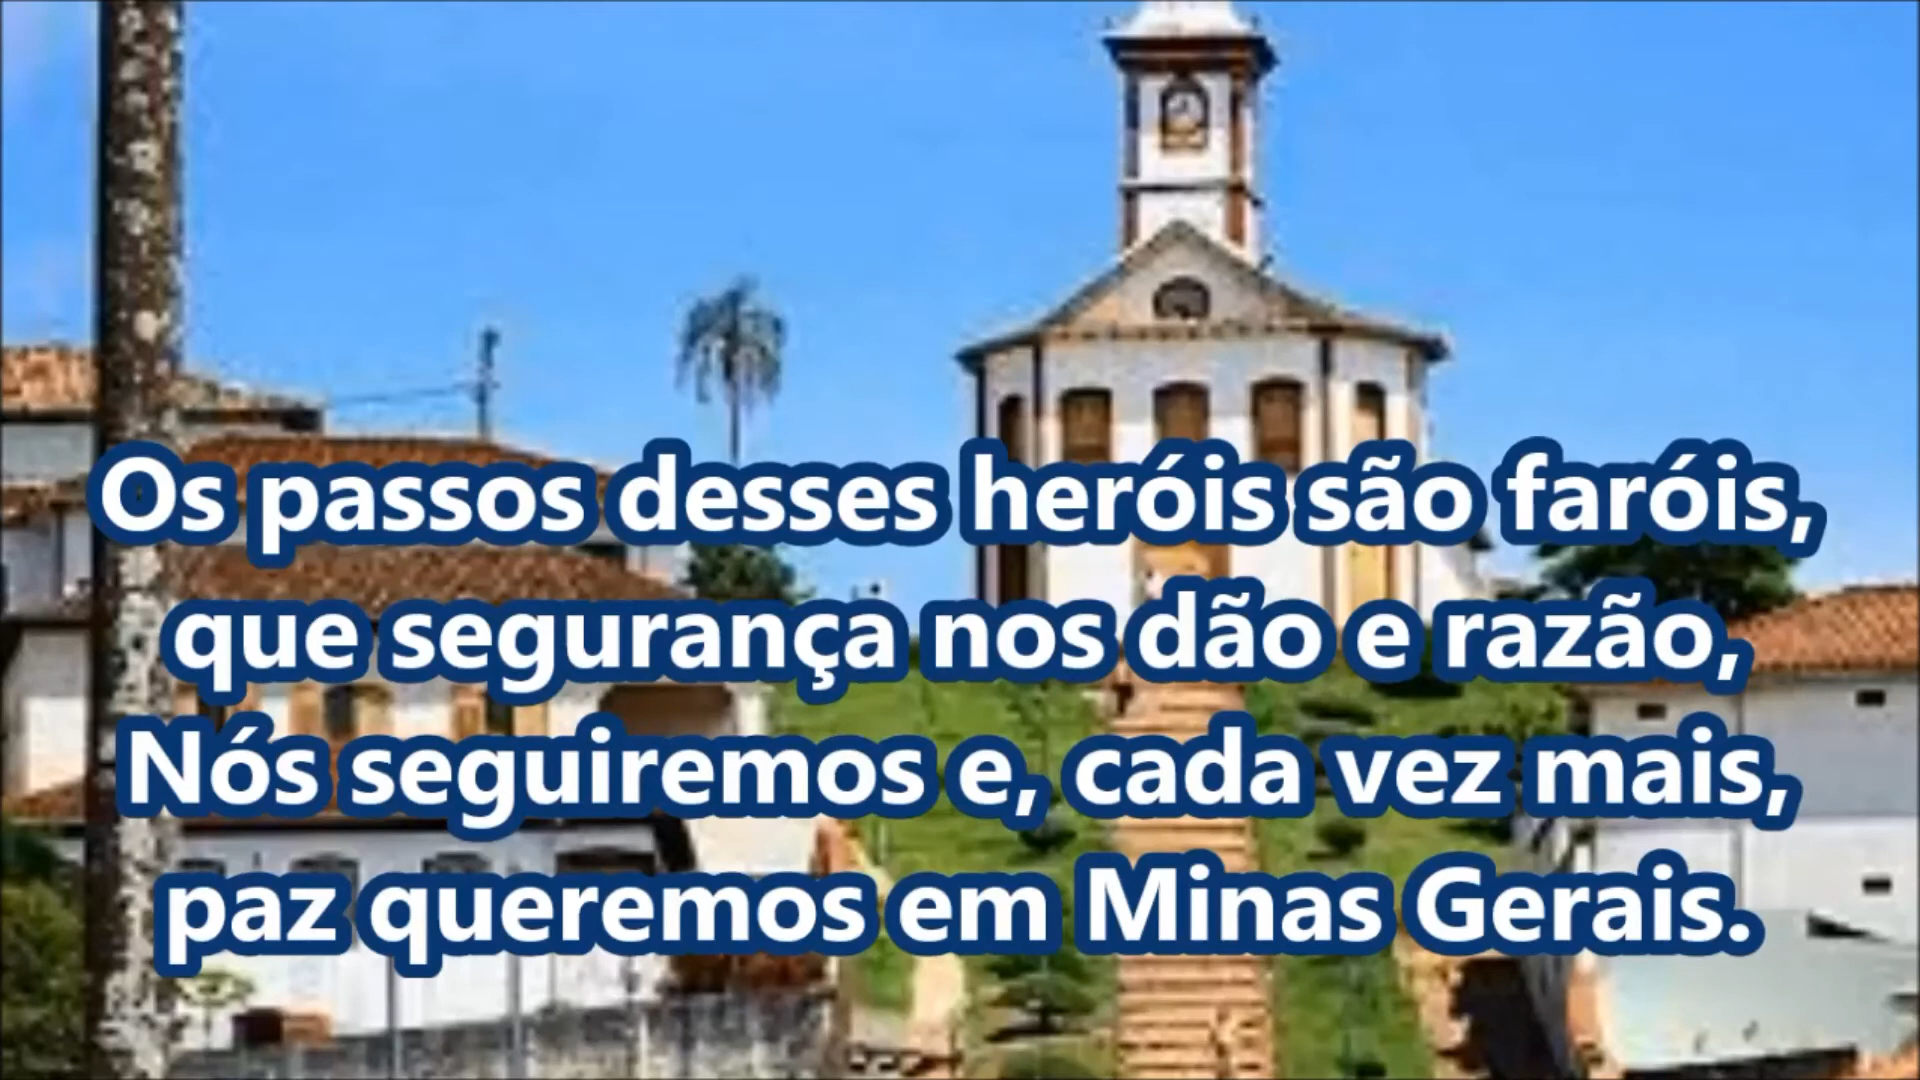 Os passos desses heróis são faróis,
que segurança nos dão e razão,
Nós seguiremos e, cada vez mais,
paz queremos em Minas Gerais.